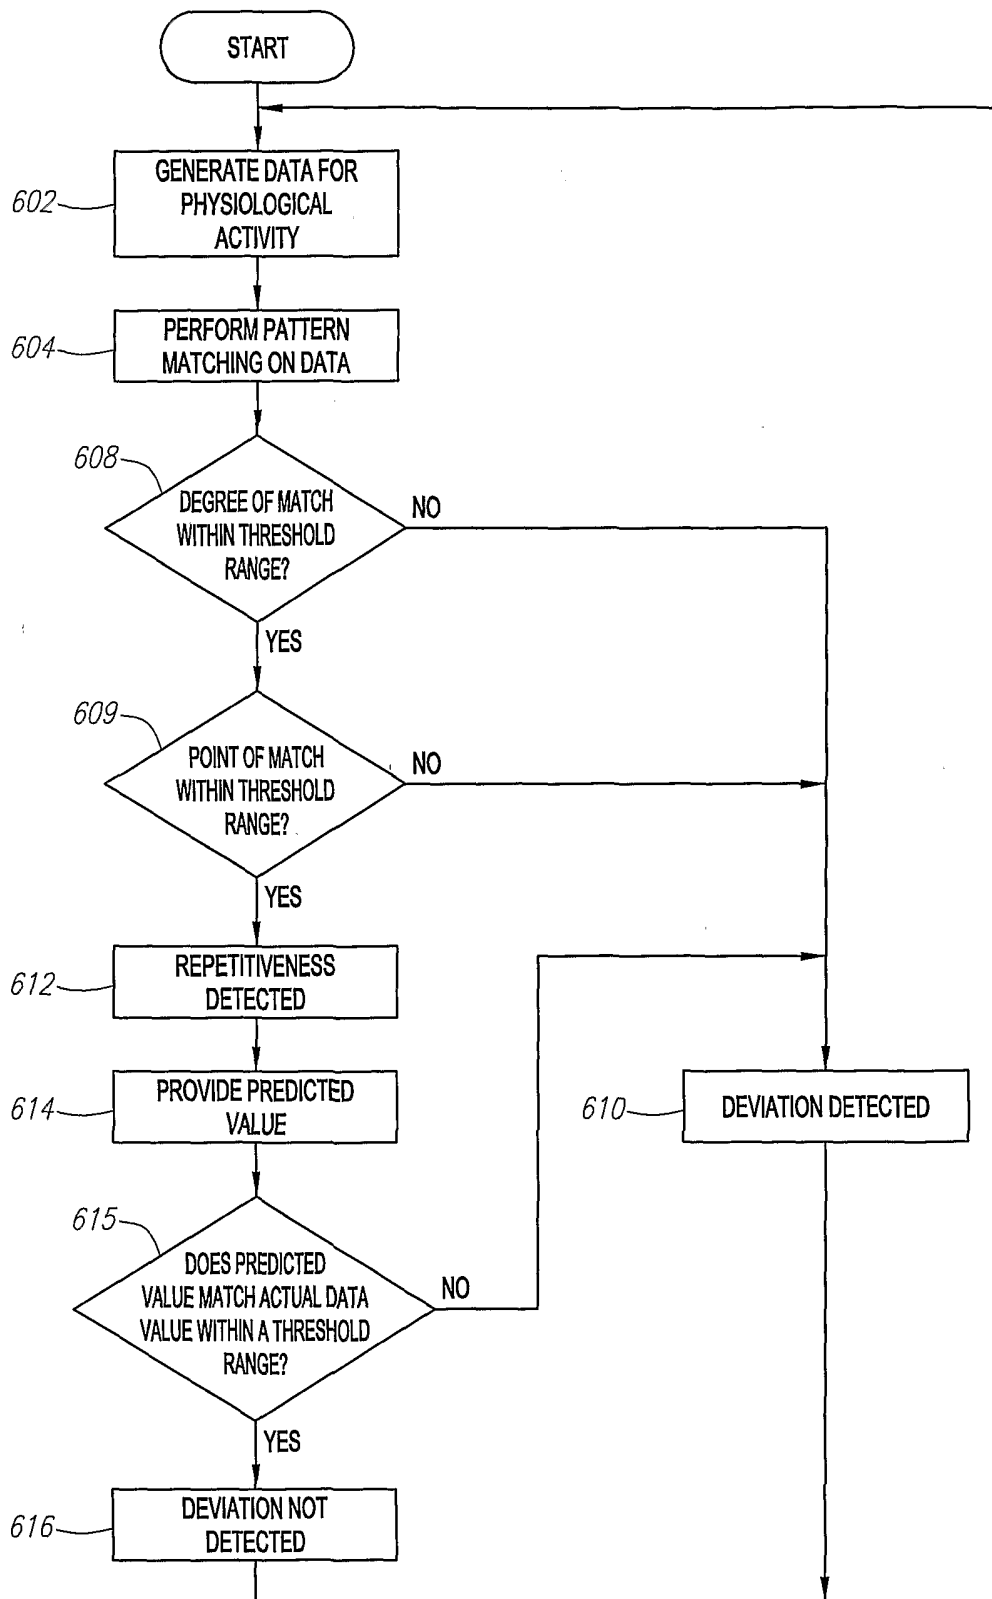 START
GENERATE DATA FOR
PHYSIOLOGICAL
ACTIVITY
602
PERFORM PATTERN
MATCHING ON DATA
604
608
DEGREE OF MATCH
WITHIN THRESHOLD
RANGE?
NO
YES
609
POINT OF MATCH
WITHIN THRESHOLD
RANGE?
NO
YES
REPETITIVENESS
DETECTED
612
PROVIDE PREDICTED
VALUE
614
610
DEVIATION DETECTED
615
DOES PREDICTED
VALUE MATCH ACTUAL DATA
VALUE WITHIN A THRESHOLD
RANGE?
NO
YES
DEVIATION NOT
DETECTED
616